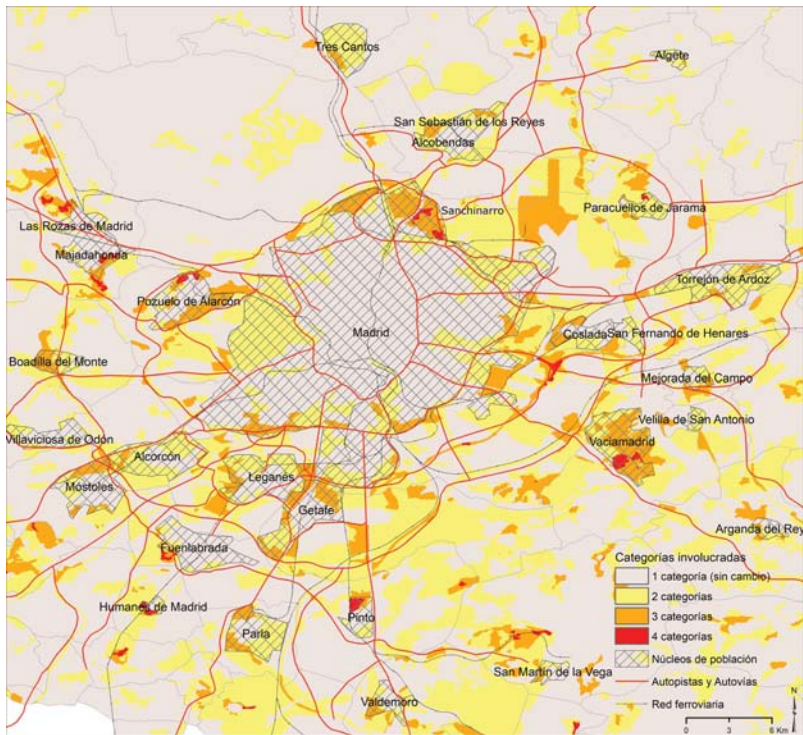 Tres Cantos
Algete
San Sebastián de los Reyes
Alcobendas
Sanchinarro
Paracuellos de Jarama
Las Rozas de Madrid
Majadahonda
Torrejón de Ardoz
Pozuelo de Alarcón
Madrid
Coslada
San Fernando de Henares
Boadilla del Monte
Mejorada del Campo
Velilla de San Antonio
Villaviciosa de Odón
Vaciamadrid
Alcorcón
Leganés
Móstoles
Getafe
Arganda del Rey
Fuenlabrada
Humanes de Madrid
Pinto
Parla
San Martín de la Vega
Valdemoro
Categorías involucradas
1 categoría (sin cambio)
2 categorías
3 categorías
4 categorías
Núcleos de población
Autopistas y Autovías
Red ferroviaria
N
0 3 6 Km